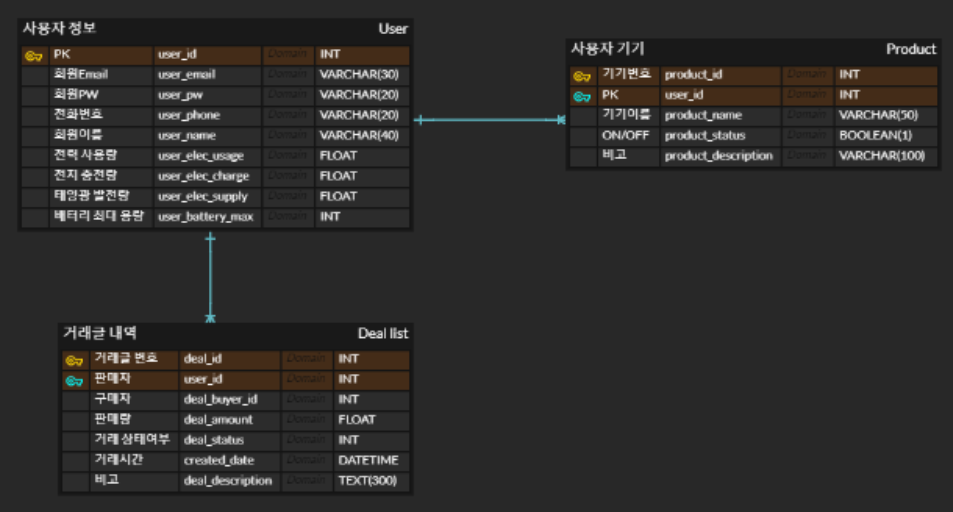 사용자 정보 User
PK user_id Domain INT
회원Email user_email Domain VARCHAR(30)
회원PW user_pw Domain VARCHAR(20)
전화번호 user_phone Domain VARCHAR(20)
회원이름 user_name Domain VARCHAR(40)
전력 사용량 user_elec_usage Domain FLOAT
전지 충전량 user_elec_charge Domain FLOAT
태양광 발전량 user_elec_supply Domain FLOAT
배터리 최대 용량 user_battery_max Domain INT
사용자 기기 Product
기기번호 product_id Domain INT
PK user_id Domain INT
기기이름 product_name Domain VARCHAR(50)
ON/OFF product_status Domain BOOLEAN(1)
비고 product_description Domain VARCHAR(100)
거래글 내역 Deal list
거래글 번호 deal_id Domain INT
판매자 user_id Domain INT
구매자 deal_buyer_id Domain INT
판매량 deal_amount Domain FLOAT
거래 상태여부 deal_status Domain INT
거래시간 created_date Domain DATETIME
비고 deal_description Domain TEXT(300)